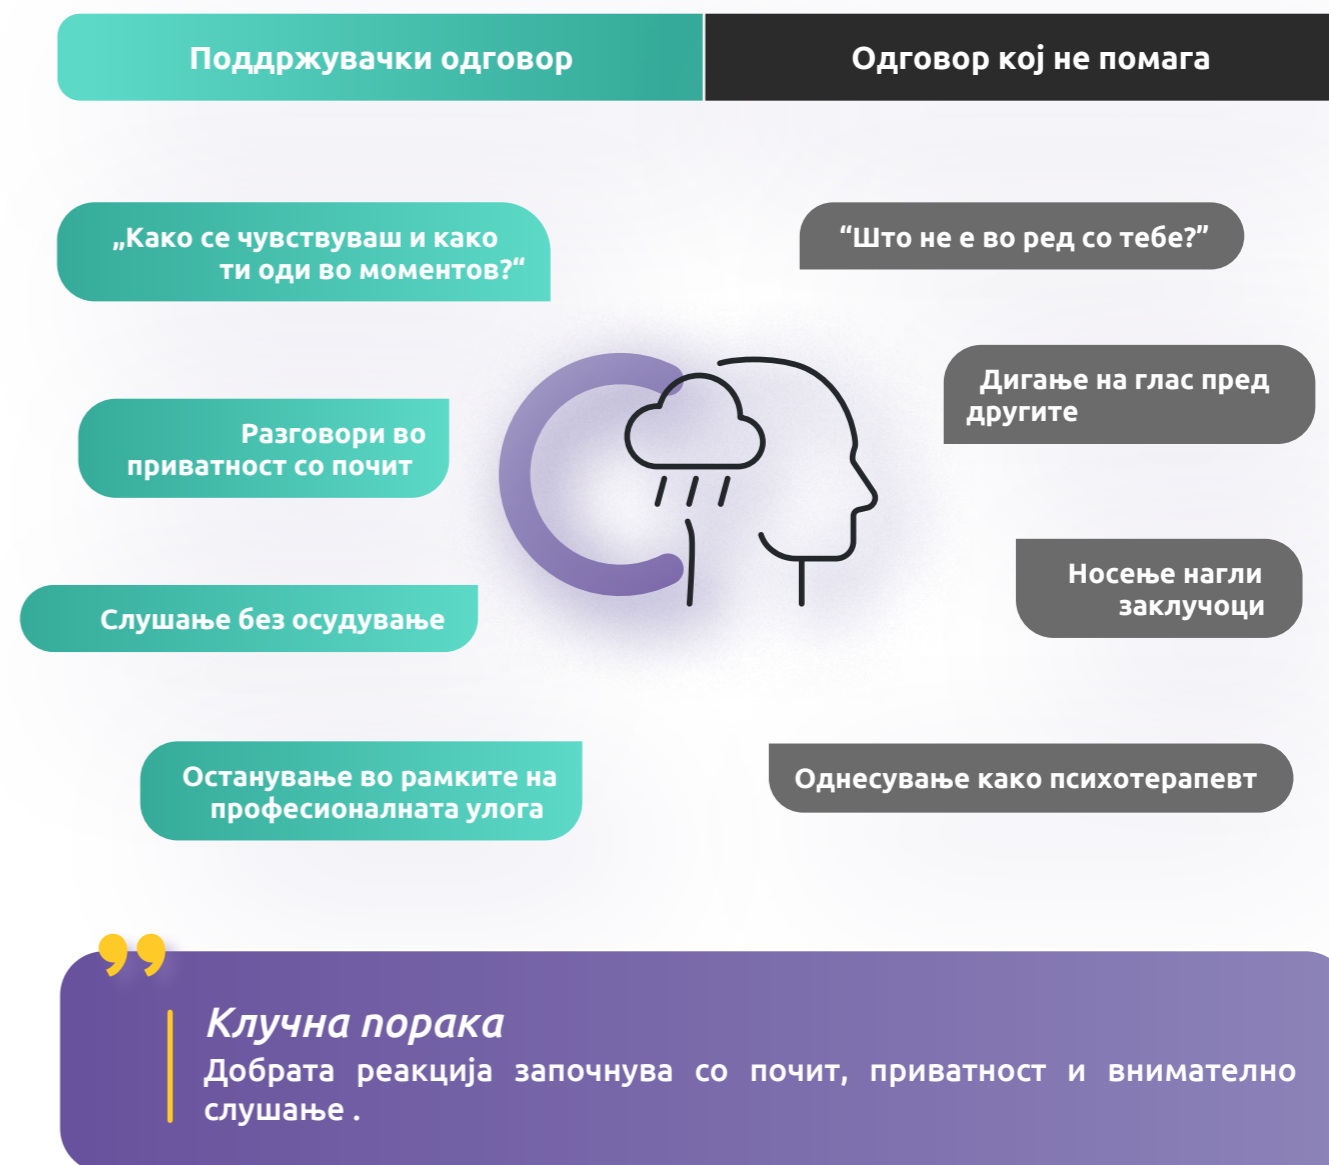 Поддржувачки одговор
Одговор кој не помага
„Како се чувствуваш и како
ти оди во моментов?“
“Што не е во ред со тебе?”
Дигање на глас пред
другите
Разговори во
приватност со почит
Носење нагли
заклучоци
Слушање без осудување
Останување во рамките на
професионалната улога
Однесување како психотерапевт
Клучна порака
Добрата реакција започнува со почит, приватност и внимателно
слушање .